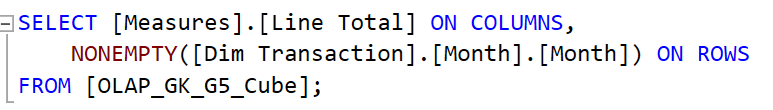 SELECT [Measures].[Line Total] ON COLUMNS,
NONEMPTY([Dim Transaction].[Month].[Month]) ON ROWS
FROM [OLAP_GK_G5_Cube];